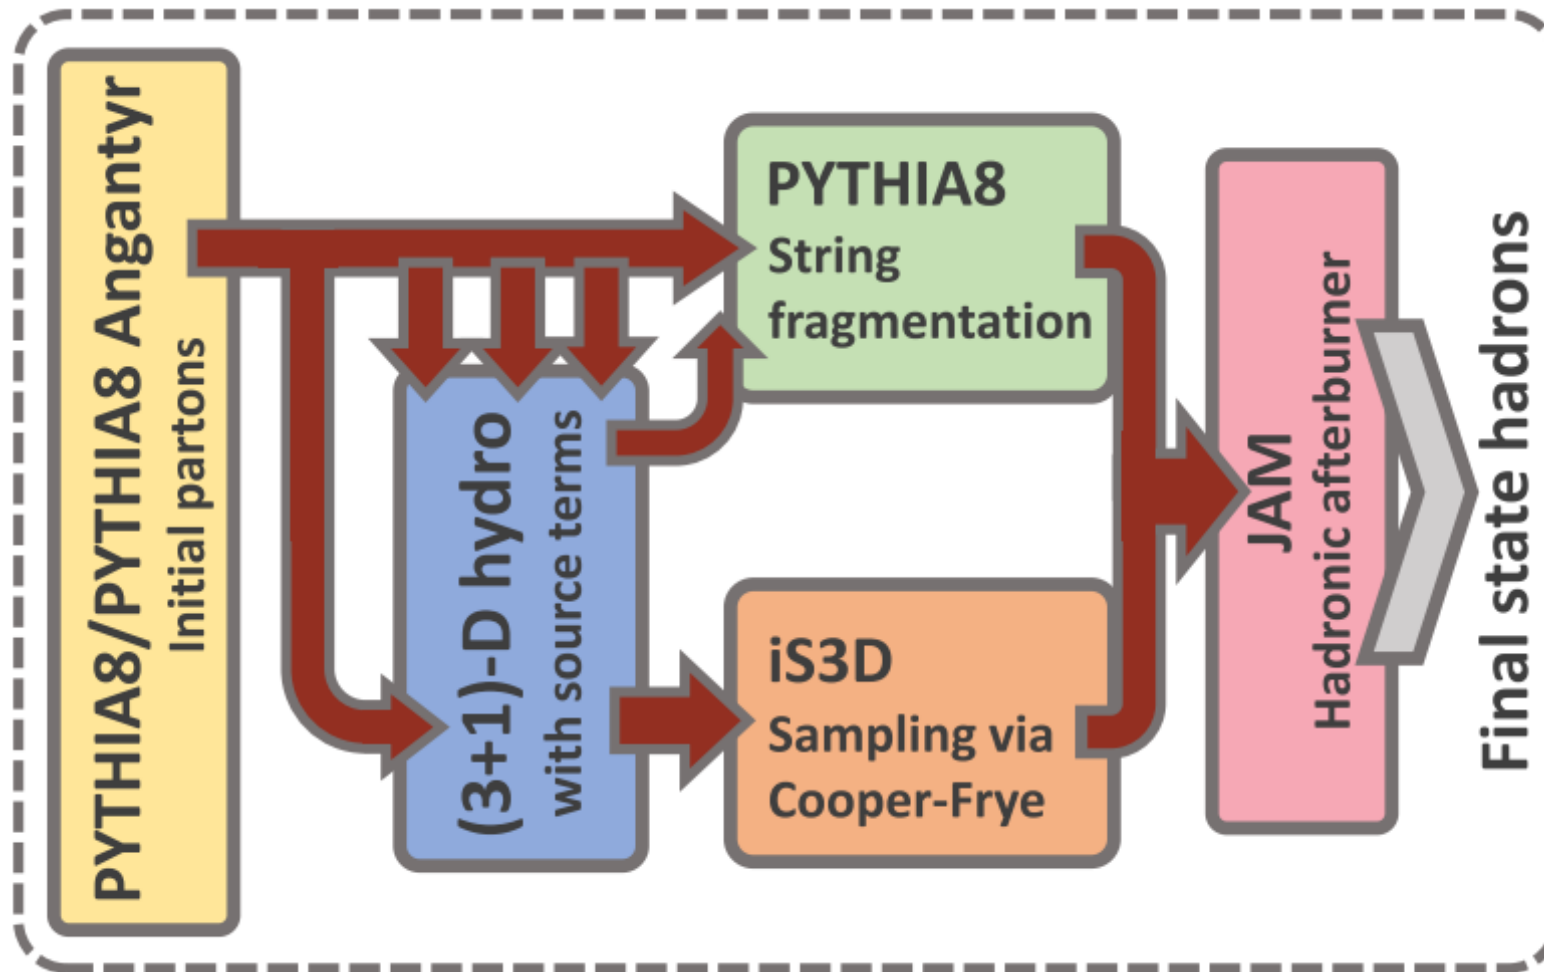 PYTHIA8/PYTHIA8 Angantyr
Initial partons
(3+1)-D hydro
with source terms
PYTHIA8
String
fragmentation
iS3D
Sampling via
Cooper-Frye
JAM
Hadronic afterburner
Final state hadrons